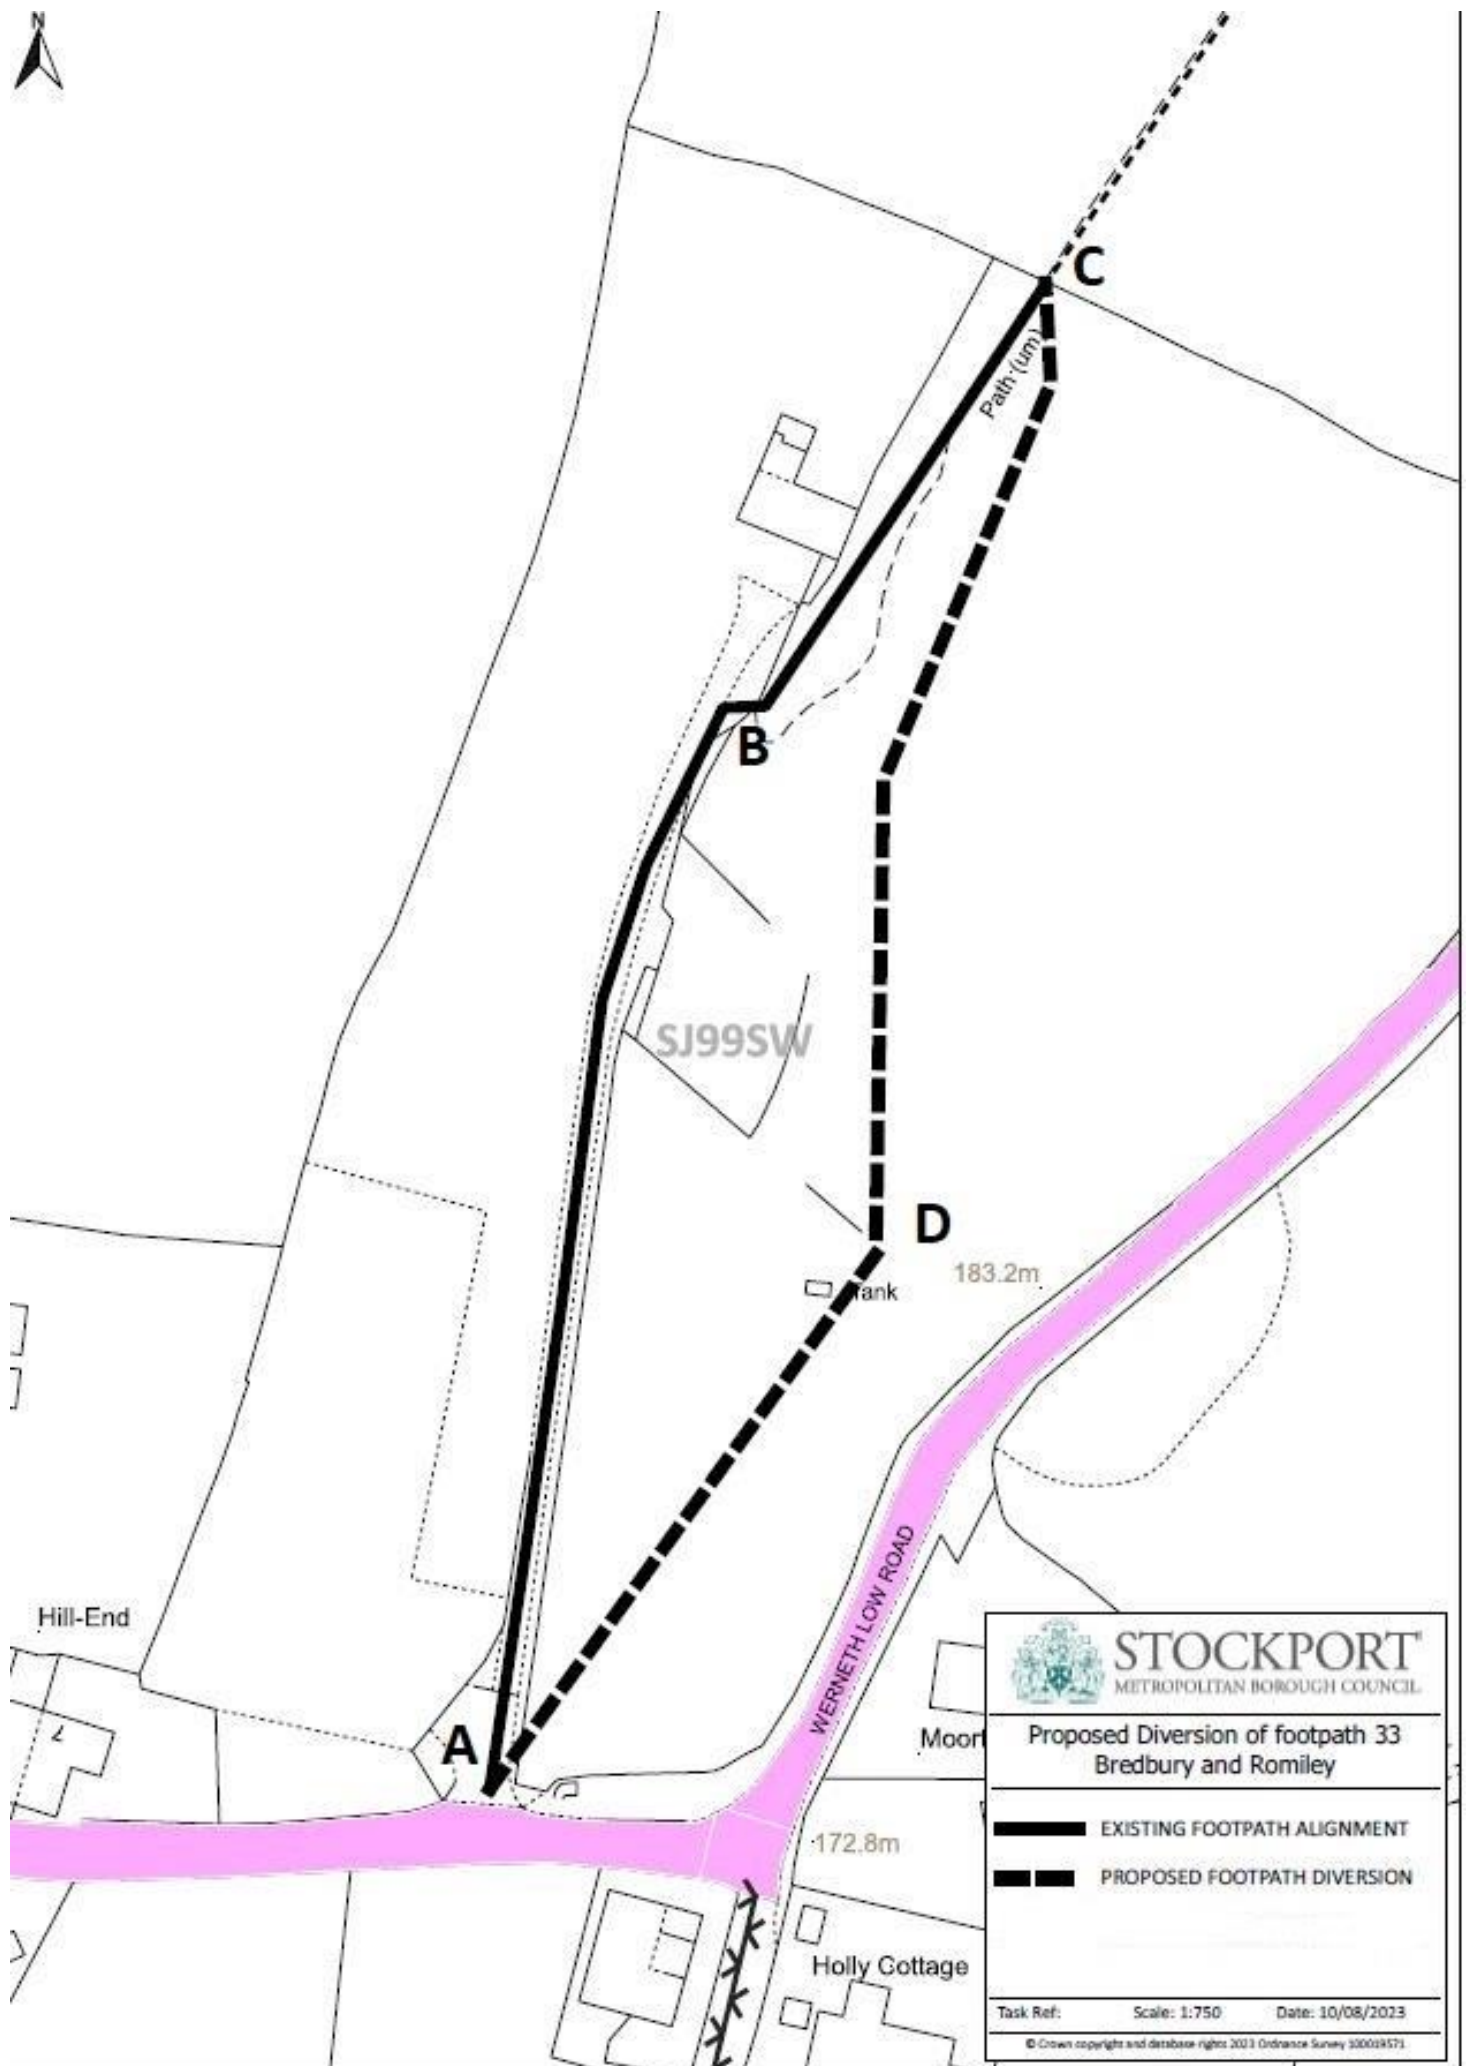 N
C
Path (um)
B
SJ99SW
D
183.2m
Tank
WERNETH LOW ROAD
Hill-End
A
7
Moorf
172.8m
Holly Cottage
STOCKPORT
METROPOLITAN BOROUGH COUNCIL
Proposed Diversion of footpath 33
Bredbury and Romiley
EXISTING FOOTPATH ALIGNMENT
PROPOSED FOOTPATH DIVERSION
Task Ref: Scale: 1:750 Date: 10/08/2023
© Crown copyright and database rights 2023 Ordnance Survey 100019571